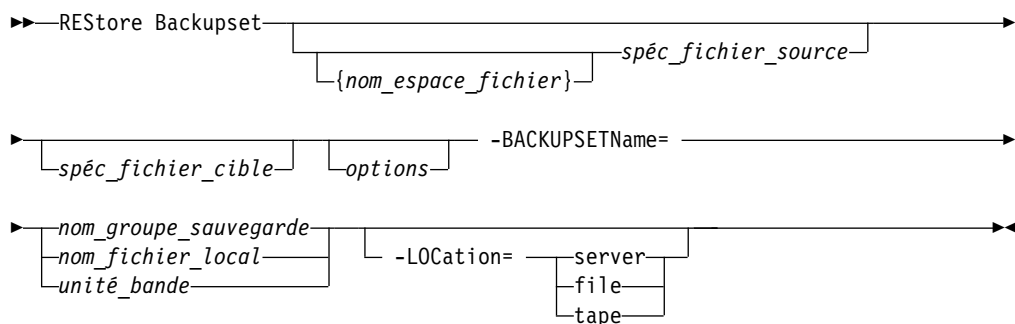 REStore Backupset
spéc_fichier_source
{nom_espace_fichier}
-BACKUPSETName=
spéc_fichier_cible
options
nom_groupe_sauvegarde
nom_fichier_local
-LOCation=
server
unité_bande
file
tape